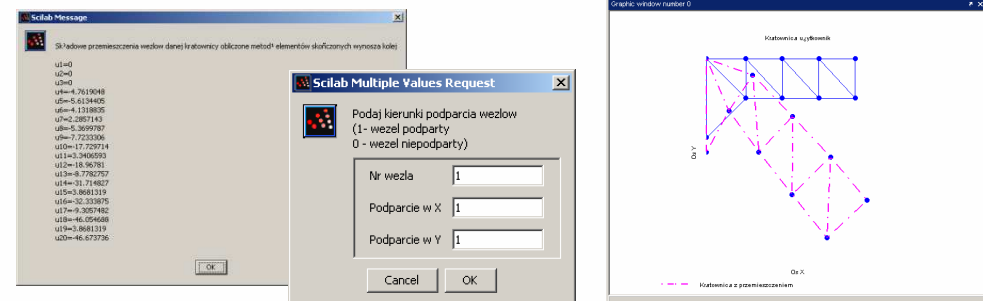 Scilab Message
Sk³adowe przemieszczenia wezlow danej kratownicy obliczone metod¹ elementów skończonych wynosza kolej
u1=0
u2=0
u3=0
u4=-4.7619048
u5=-5.6134405
u6=-4.1318835
u7=2.2857143
u8=-5.3699787
u9=-7.7233306
u10=-17.729714
u11=3.3406593
u12=-18.96781
u13=-8.7782757
u14=-31.714827
u15=3.8681319
u16=-32.333875
u17=-9.3057482
u18=-46.054688
u19=3.8681319
u20=-46.673736
OK
Scilab Multiple Values Request
Podaj kierunki podparcia wezlow
(1- wezel podparty
0 - wezel niepodparty)
Nr wezla 1
Podparcie w X 1
Podparcie w Y 1
Cancel OK
Graphic window number 0
Kratownica użytkownik
Os Y
Os X
Kratownica z przemieszczeniem